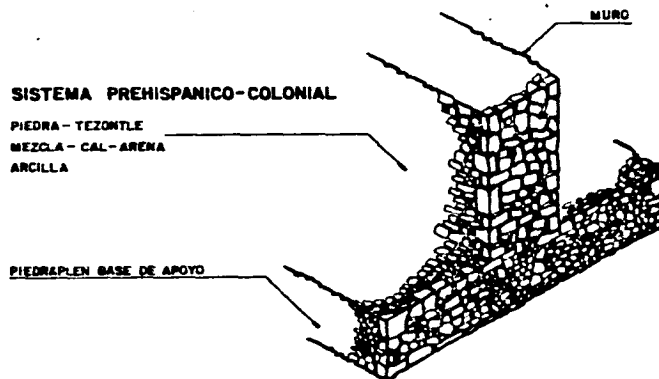 MURO
SISTEMA PREHISPANICO-COLONIAL
PIEDRA-TEZONTLE
MEZCLA-CAL-ARENA
ARCILLA
PIEDRAPLEN BASE DE APOYO